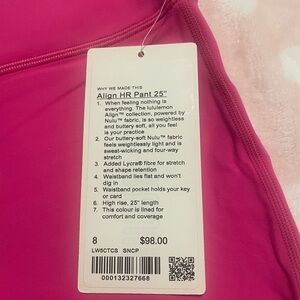 WHY WE MADE THIS
Align HR Pant 25"
1. When feeling nothing is
everything. The lululemon
Align™ collection, powered by
Nulu™ fabric, is so weightless
and buttery soft, all you feel
is your practice
2. Our buttery-soft Nulu™ fabric
feels weightlessly light and is
sweat-wicking and four-way
stretch
3. Added Lycra® fibre for stretch
and shape retention
4. Waistband lies flat and won't
dig in
5. Waistband pocket holds your key
or card
6. High rise, 25" length
7. This colour is lined for
comfort and coverage
8 $98.00
LW5CTCS SNCP
000132327668